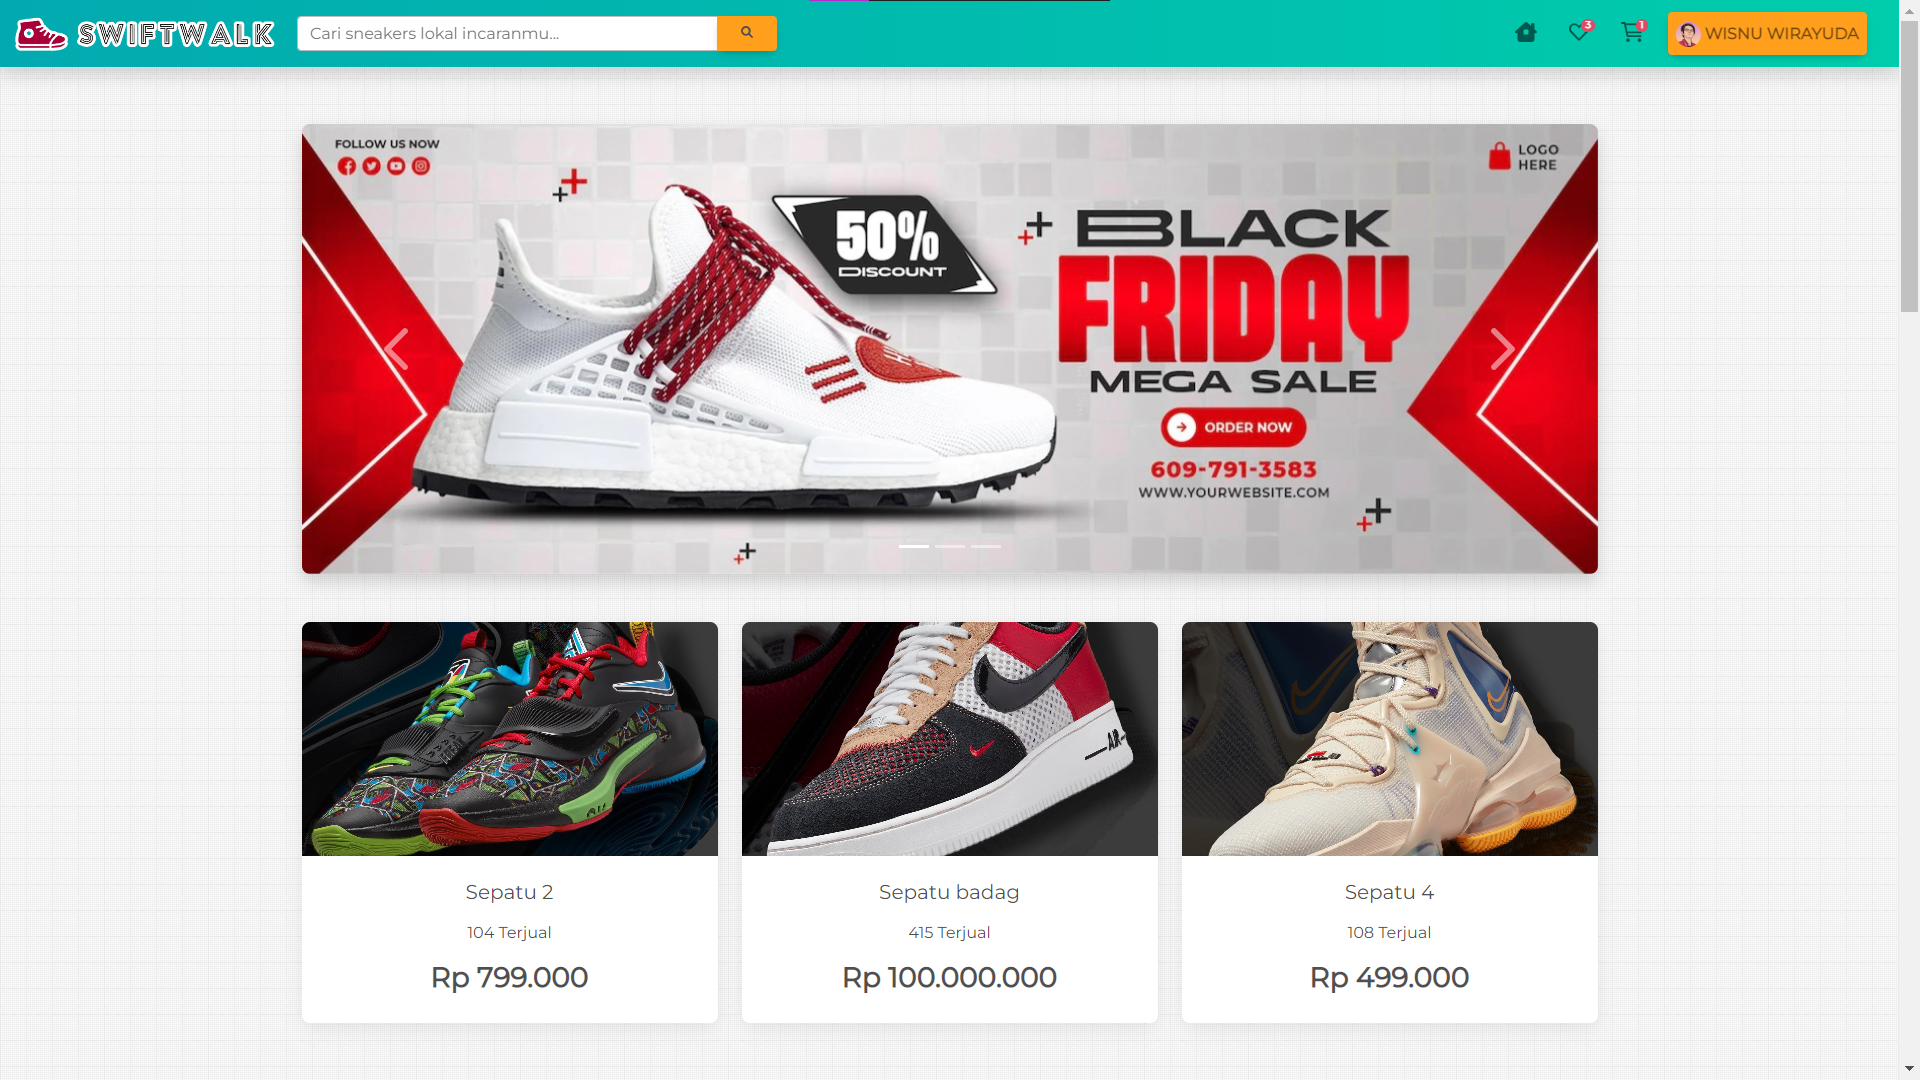 SWIFTWALK
Cari sneakers lokal incaranmu...
3
1
WISNU WIRAYUDA
FOLLOW US NOW
LOGO
HERE
50%
DISCOUNT
BLACK
FRIDAY
MEGA SALE
ORDER NOW
609-791-3583
WWW.YOURWEBSITE.COM
AIR
Sepatu 2
104 Terjual
Rp 799.000
Sepatu badag
415 Terjual
Rp 100.000.000
Sepatu 4
108 Terjual
Rp 499.000